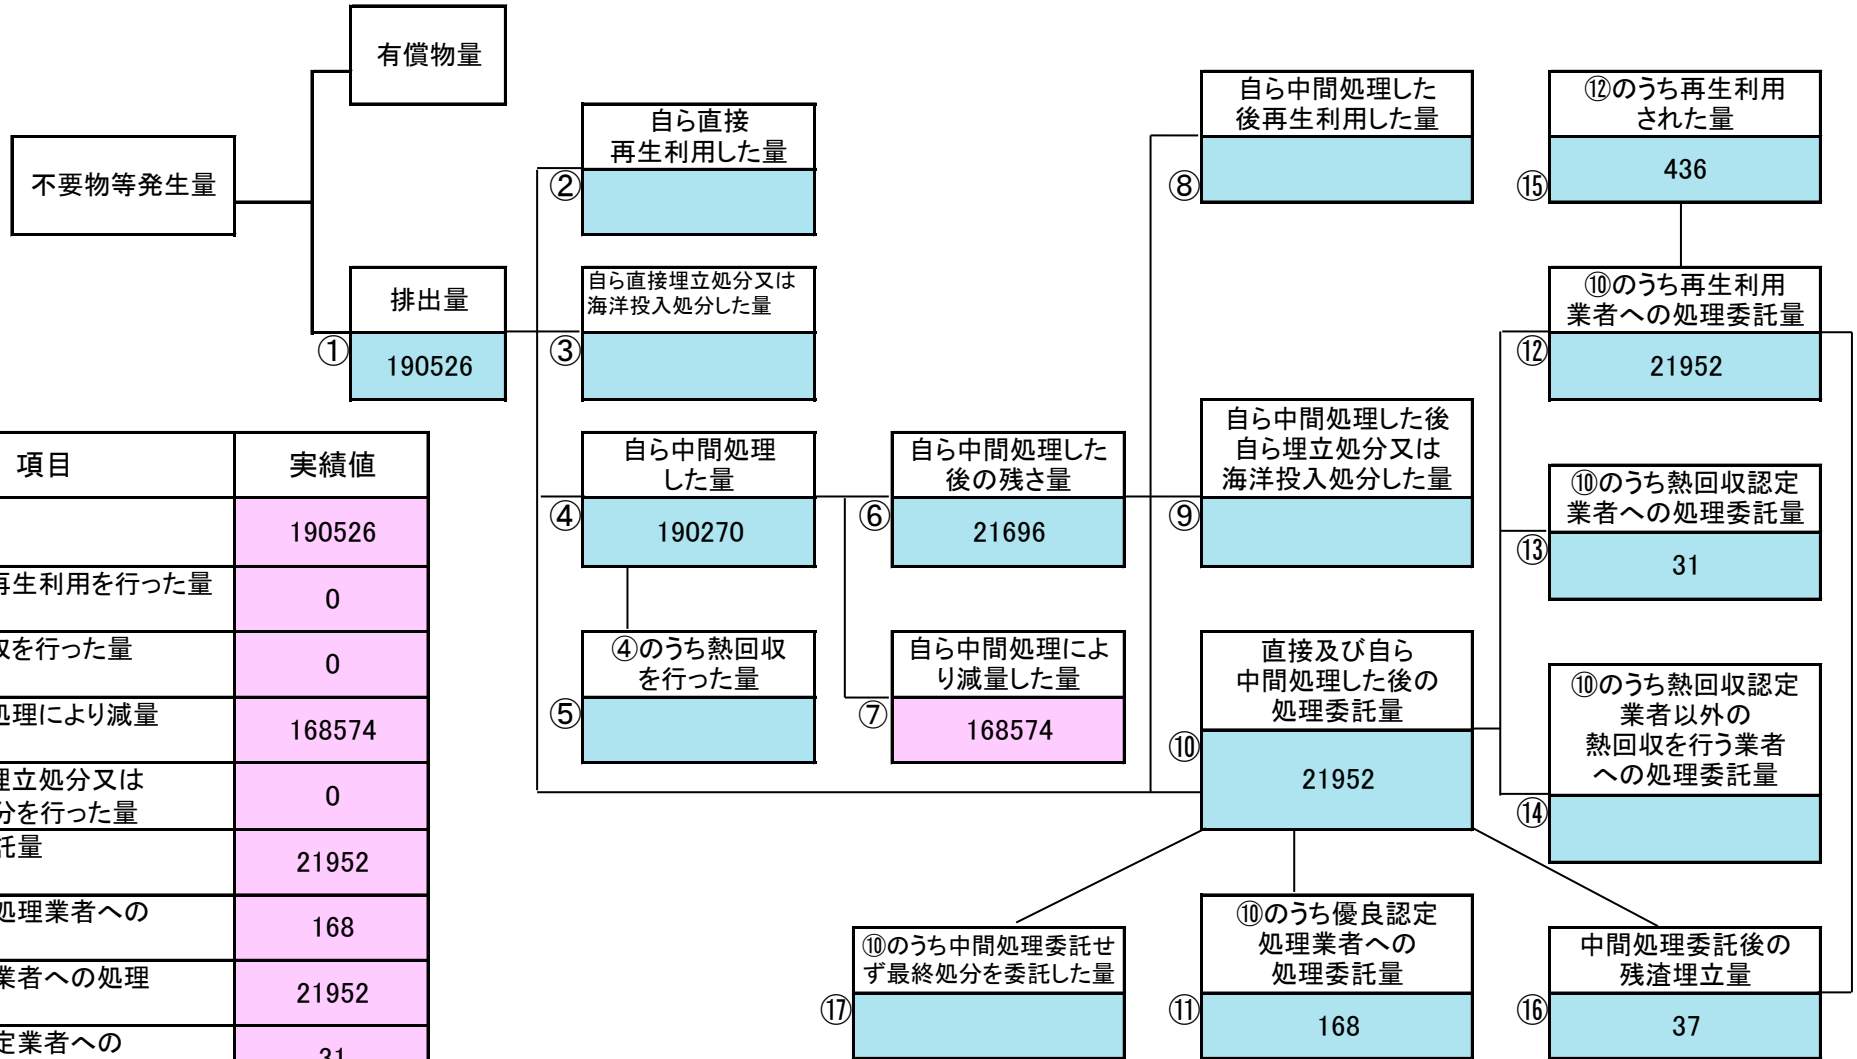 有償物量
不要物等発生量
排出量
①
190526
自ら直接
再生利用した量
②
自ら直接埋立処分又は
海洋投入処分した量
③
自ら中間処理
した量
④
190270
④のうち熱回収
を行った量
⑤
自ら中間処理した
後の残さ量
⑥
21696
自ら中間処理によ
り減量した量
⑦
168574
自ら中間処理した
後再生利用した量
⑧
自ら中間処理した後
自ら埋立処分又は
海洋投入処分した量
⑨
直接及び自ら
中間処理した後の
処理委託量
⑩
21952
⑫のうち再生利用
された量
⑮
436
⑩のうち再生利用
業者への処理委託量
⑫
21952
⑩のうち熱回収認定
業者への処理委託量
⑬
31
⑩のうち熱回収認定
業者以外の
熱回収を行う業者
への処理委託量
⑭
⑩のうち中間処理委託せ
ず最終処分を委託した量
⑰
⑩のうち優良認定
処理業者への
処理委託量
⑪
168
中間処理委託後の
残渣埋立量
⑯
37
項目 実績値
190526
再生利用を行った量
0
を行った量
0
処理により減量
168574
埋立処分又は
分を行った量
0
託量
21952
処理業者への
168
業者への処理
21952
定業者への
31